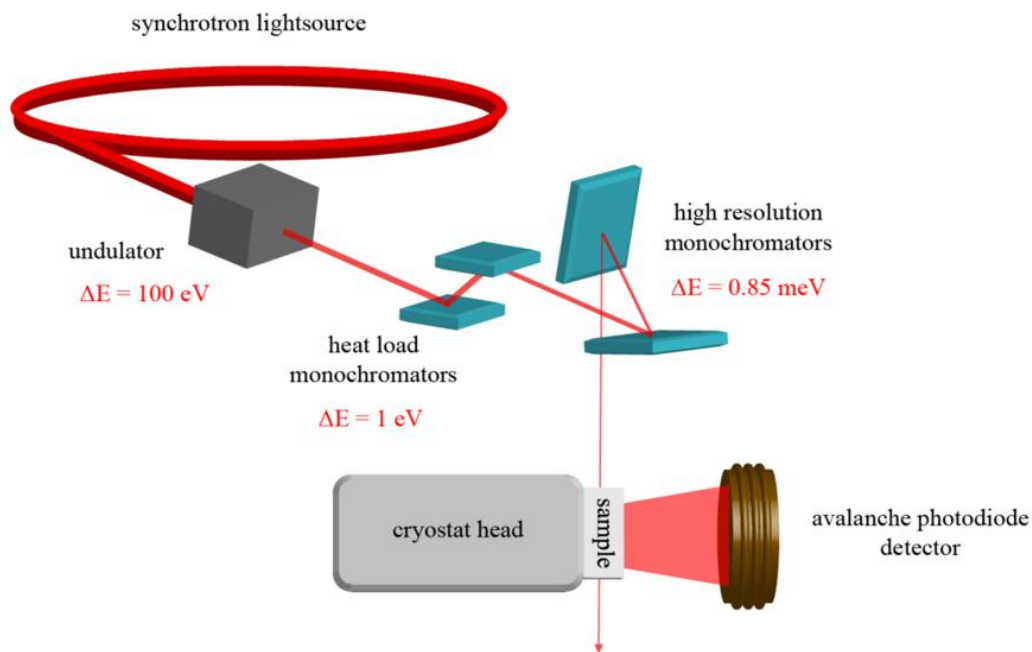 synchrotron lightsource
undulator
ΔE = 100 eV
high resolution
monochromators
ΔE = 0.85 meV
heat load
monochromators
ΔE = 1 eV
cryostat head
sample
avalanche photodiode
detector